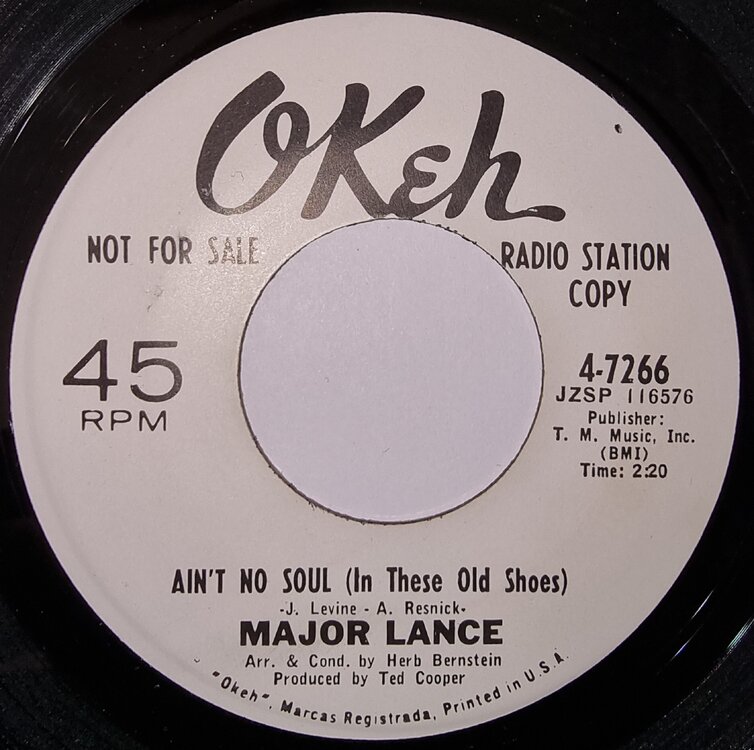 OKeh
NOT FOR SALE
RADIO STATION
COPY
45
RPM
4-7266
JZSP 116576
Publisher:
T. M. Music, Inc.
(BMI)
Time: 2:20
AIN'T NO SOUL (In These Old Shoes)
-J. Levine - A. Resnick-
MAJOR LANCE
Arr. & Cond. by Herb Bernstein
Produced by Ted Cooper
"Okeh", Marcas Registrada, Printed in U.S.A.